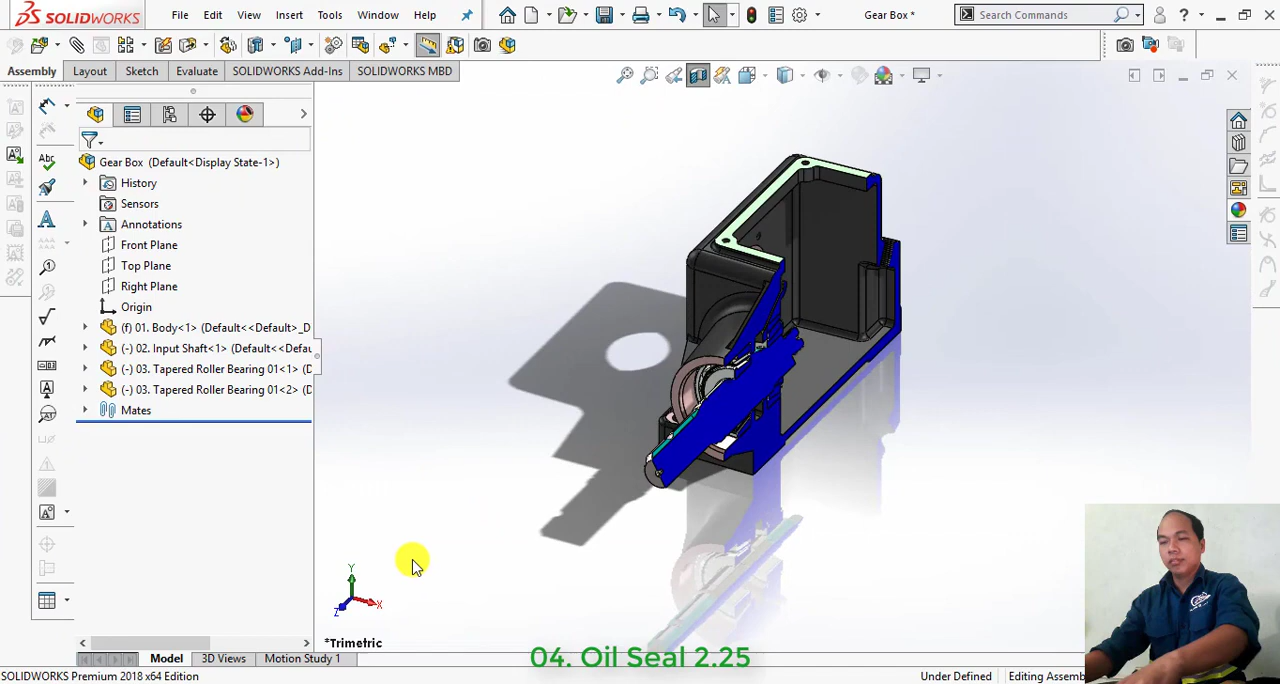 SOLIDWORKS File Edit View Insert Tools Window Help Gear Box * Search Commands ?
Assembly Layout Sketch Evaluate SOLIDWORKS Add-Ins SOLIDWORKS MBD
Gear Box (Default<Display State-1>)
History
Sensors
Annotations
Front Plane
Top Plane
Right Plane
Origin
(f) 01. Body<1> (Default<<Default>_D
(-) 02. Input Shaft<1> (Default<<Defau
(-) 03. Tapered Roller Bearing 01<1> (D
(-) 03. Tapered Roller Bearing 01<2> (D
Mates
Y
X
Z
*Trimetric
04. Oil Seal 2.25
Model 3D Views Motion Study 1
SOLIDWORKS Premium 2018 x64 Edition Under Defined Editing Assemb